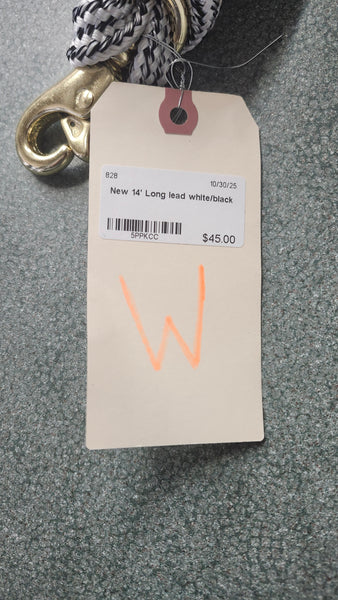 828 10/30/25
New 14' Long lead white/black
5PPKCC $45.00
W